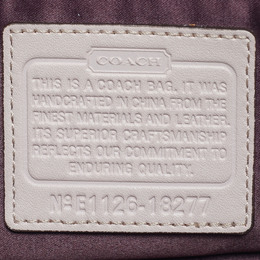 COACH
THIS IS A COACH BAG. IT WAS
HANDCRAFTED IN CHINA FROM THE
FINEST MATERIALS AND LEATHER.
ITS SUPERIOR CRAFTSMANSHIP
REFLECTS OUR COMMITMENT TO
ENDURING QUALITY.
Nº E1126-18277